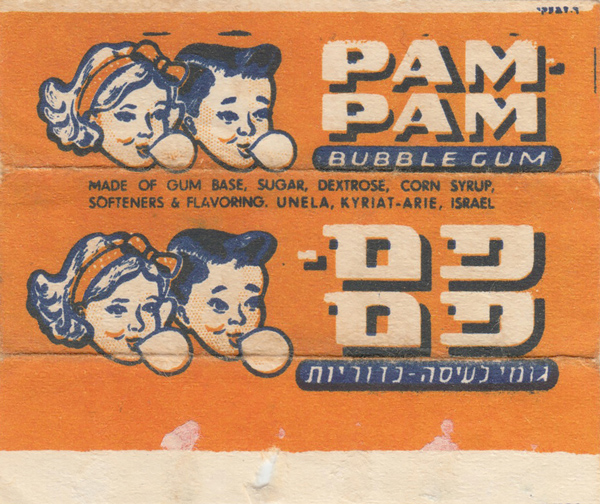 PAM-
PAM
BUBBLE GUM
MADE OF GUM BASE, SUGAR, DEXTROSE, CORN SYRUP,
SOFTENERS & FLAVORING. UNELA, KYRIAT-ARIE, ISRAEL
פם-
פם
גומי לעיסה-כדוריות